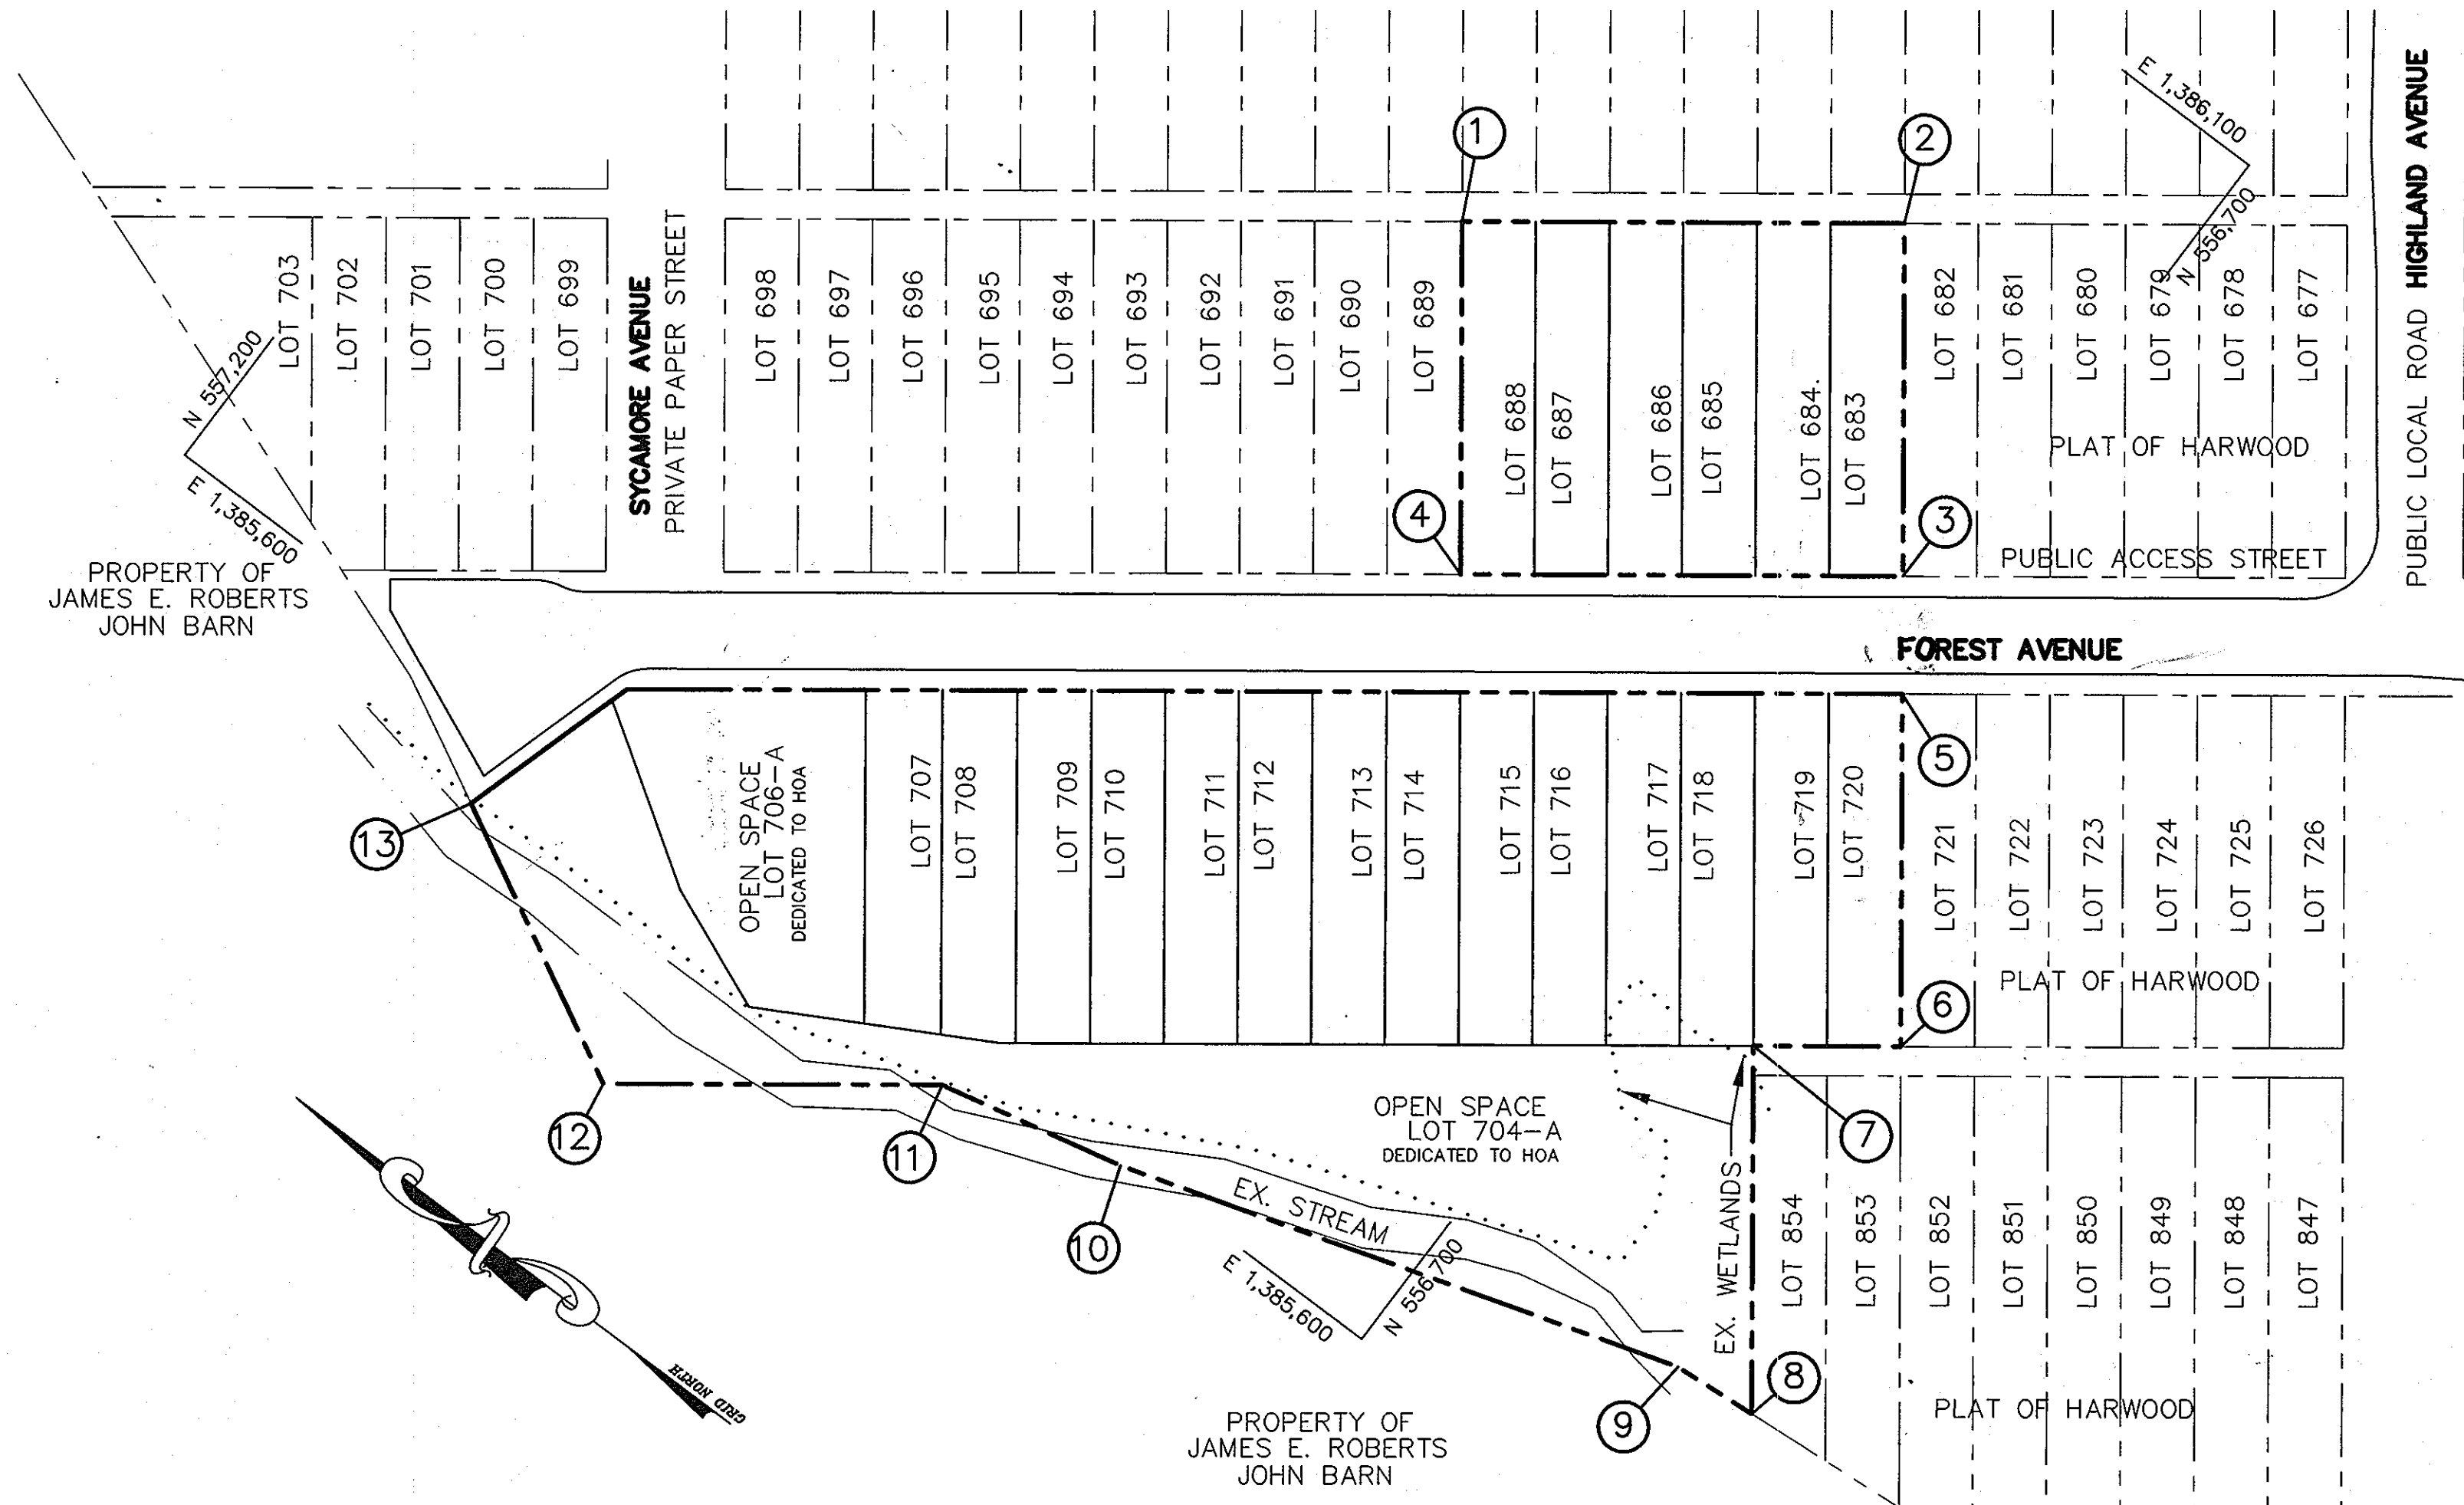 1
2
E 1,386,100
N 556,700
PUBLIC LOCAL ROAD HIGHLAND AVENUE
LOT 703
LOT 702
LOT 701
LOT 700
LOT 699
SYCAMORE AVENUE
PRIVATE PAPER STREET
LOT 698
LOT 697
LOT 696
LOT 695
LOT 694
LOT 693
LOT 692
LOT 691
LOT 690
LOT 689
LOT 688
LOT 687
LOT 686
LOT 685
LOT 684.
LOT 683
LOT 682
LOT 681
LOT 680
LOT 679
LOT 678
LOT 677
PLAT OF HARWOOD
N 557,200
E 1,385,600
4
3
PUBLIC ACCESS STREET
PROPERTY OF
JAMES E. ROBERTS
JOHN BARN
FOREST AVENUE
5
13
OPEN SPACE
LOT 706-A
DEDICATED TO HOA
LOT 707
LOT 708
LOT 709
LOT 710
LOT 711
LOT 712
LOT 713
LOT 714
LOT 715
LOT 716
LOT 717
LOT 718
LOT 719
LOT 720
LOT 721
LOT 722
LOT 723
LOT 724
LOT 725
LOT 726
PLAT OF HARWOOD
6
12
11
10
OPEN SPACE
LOT 704-A
DEDICATED TO HOA
7
EX. STREAM
E 1,385,600
N 556,700
EX. WETLANDS
LOT 854
LOT 853
LOT 852
LOT 851
LOT 850
LOT 849
LOT 848
LOT 847
8
9
GRID NORTH
PROPERTY OF
JAMES E. ROBERTS
JOHN BARN
PLAT OF HARWOOD